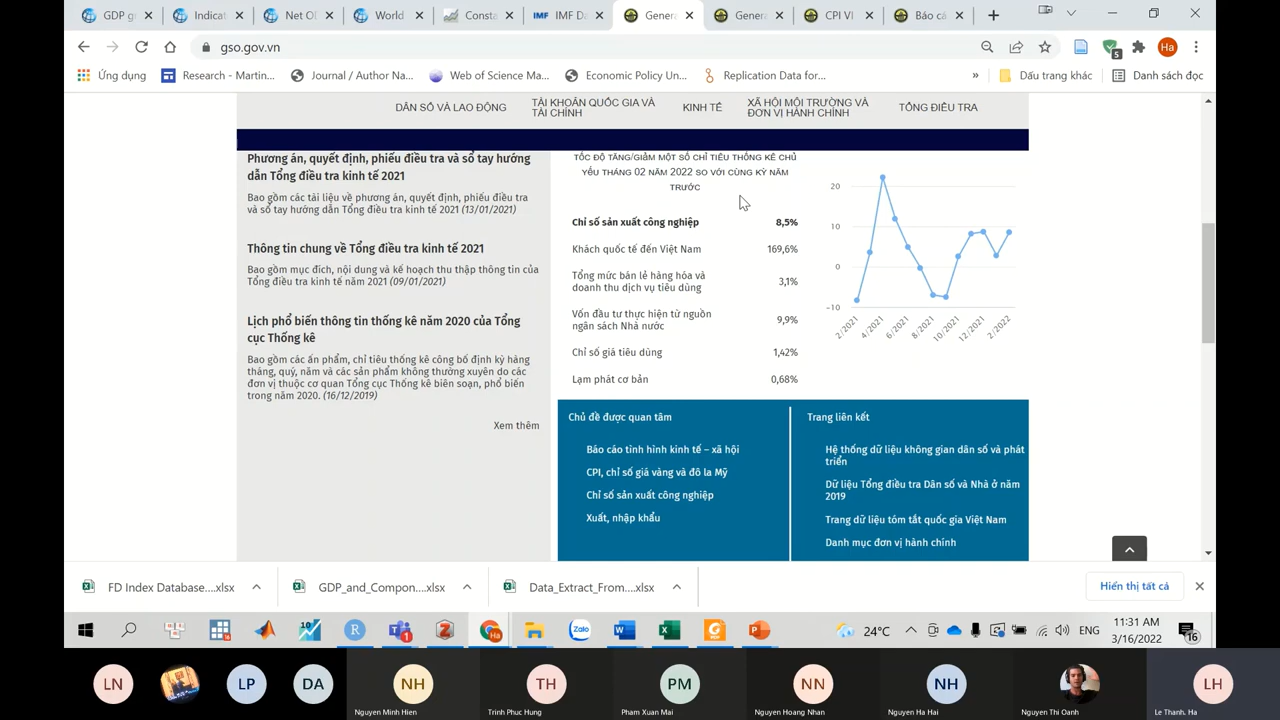 GDP gr
Indicat
Net OD
World
Consta
IMF IMF Da
Genera
Genera
CPI VI
Báo cá
gso.gov.vn
5
Ha
Ứng dụng
Research - Martin...
Journal / Author Na...
Web of Science Ma...
Economic Policy Un...
Replication Data for...
»
Dấu trang khác
Danh sách đọc
DÂN SỐ VÀ LAO ĐỘNG
TÀI KHOẢN QUỐC GIA VÀ
TÀI CHÍNH
KINH TẾ
XÃ HỘI MÔI TRƯỜNG VÀ
ĐƠN VỊ HÀNH CHÍNH
TỔNG ĐIỀU TRA
Phương án, quyết định, phiếu điều tra và sổ tay hướng
dẫn Tổng điều tra kinh tế 2021
Bao gồm các tài liệu về phương án, quyết định, phiếu điều tra
và sổ tay hướng dẫn Tổng điều tra kinh tế 2021 (13/01/2021)
Thông tin chung về Tổng điều tra kinh tế 2021
Bao gồm mục đích, nội dung và kế hoạch thu thập thông tin của
Tổng điều tra kinh tế năm 2021 (09/01/2021)
Lịch phổ biến thông tin thống kê năm 2020 của Tổng
cục Thống kê
Bao gồm các ấn phẩm, chỉ tiêu thống kê công bố định kỳ hàng
tháng, quý, năm và các sản phẩm không thường xuyên do các
đơn vị thuộc cơ quan Tổng cục Thống kê biên soạn, phổ biến
trong năm 2020. (16/12/2019)
Xem thêm
TỐC ĐỘ TĂNG/GIẢM MỘT SỐ CHỈ TIÊU THỐNG KÊ CHỦ
YẾU THÁNG 02 NĂM 2022 SO VỚI CÙNG KỲ NĂM
TRƯỚC
Chỉ số sản xuất công nghiệp 8,5%
Khách quốc tế đến Việt Nam 169,6%
Tổng mức bán lẻ hàng hóa và
doanh thu dịch vụ tiêu dùng 3,1%
Vốn đầu tư thực hiện từ nguồn
ngân sách Nhà nước 9,9%
Chỉ số giá tiêu dùng 1,42%
Lạm phát cơ bản 0,68%
20
10
0
-10
2/2021
4/2021
6/2021
8/2021
10/2021
12/2021
2/2022
Chủ đề được quan tâm
Báo cáo tình hình kinh tế – xã hội
CPI, chỉ số giá vàng và đô la Mỹ
Chỉ số sản xuất công nghiệp
Xuất, nhập khẩu
Trang liên kết
Hệ thống dữ liệu không gian dân số và phát
triển
Dữ liệu Tổng điều tra Dân số và Nhà ở năm
2019
Trang dữ liệu tóm tắt quốc gia Việt Nam
Danh mục đơn vị hành chính
FD Index Database....xlsx
GDP_and_Compon....xlsx
Data_Extract_From....xlsx
Hiển thị tất cả
24°C
ENG
11:31 AM
3/16/2022
16
LN
LP
DA
NH
Nguyen Minh Hien
TH
Trinh Phuc Hung
PM
Pham Xuan Mai
NN
Nguyen Hoang Nhan
NH
Nguyen Ha Hai
Nguyen Thi Oanh
LH
Le Thanh. Ha